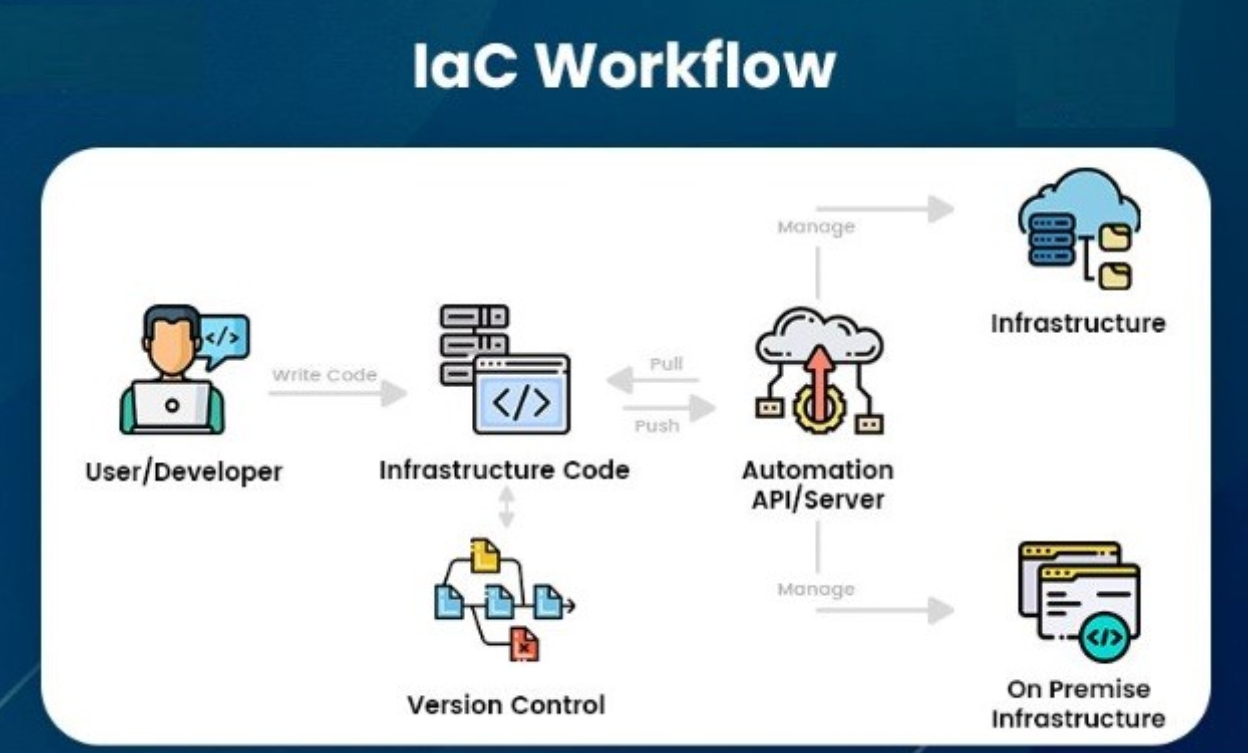 IaC Workflow
Manage
Infrastructure
</>
Write Code
</>
Pull
Push
User/Developer
Infrastructure Code
Automation
API/Server
Version Control
Manage
</>
On Premise
Infrastructure